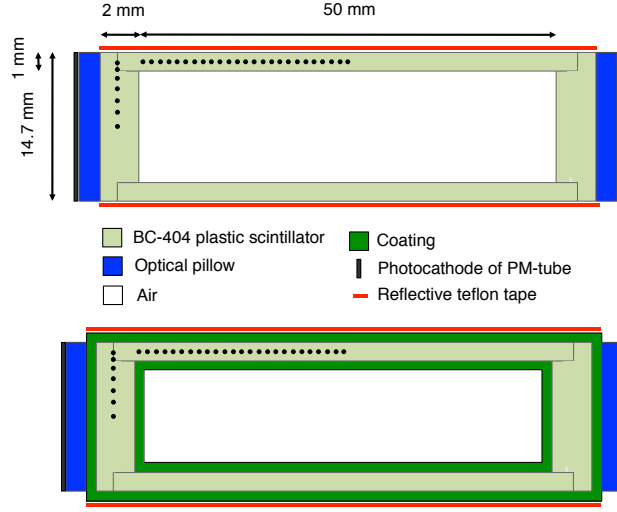 2 mm
50 mm
1 mm
14.7 mm
BC-404 plastic scintillator
Coating
Optical pillow
Photocathode of PM-tube
Air
Reflective teflon tape